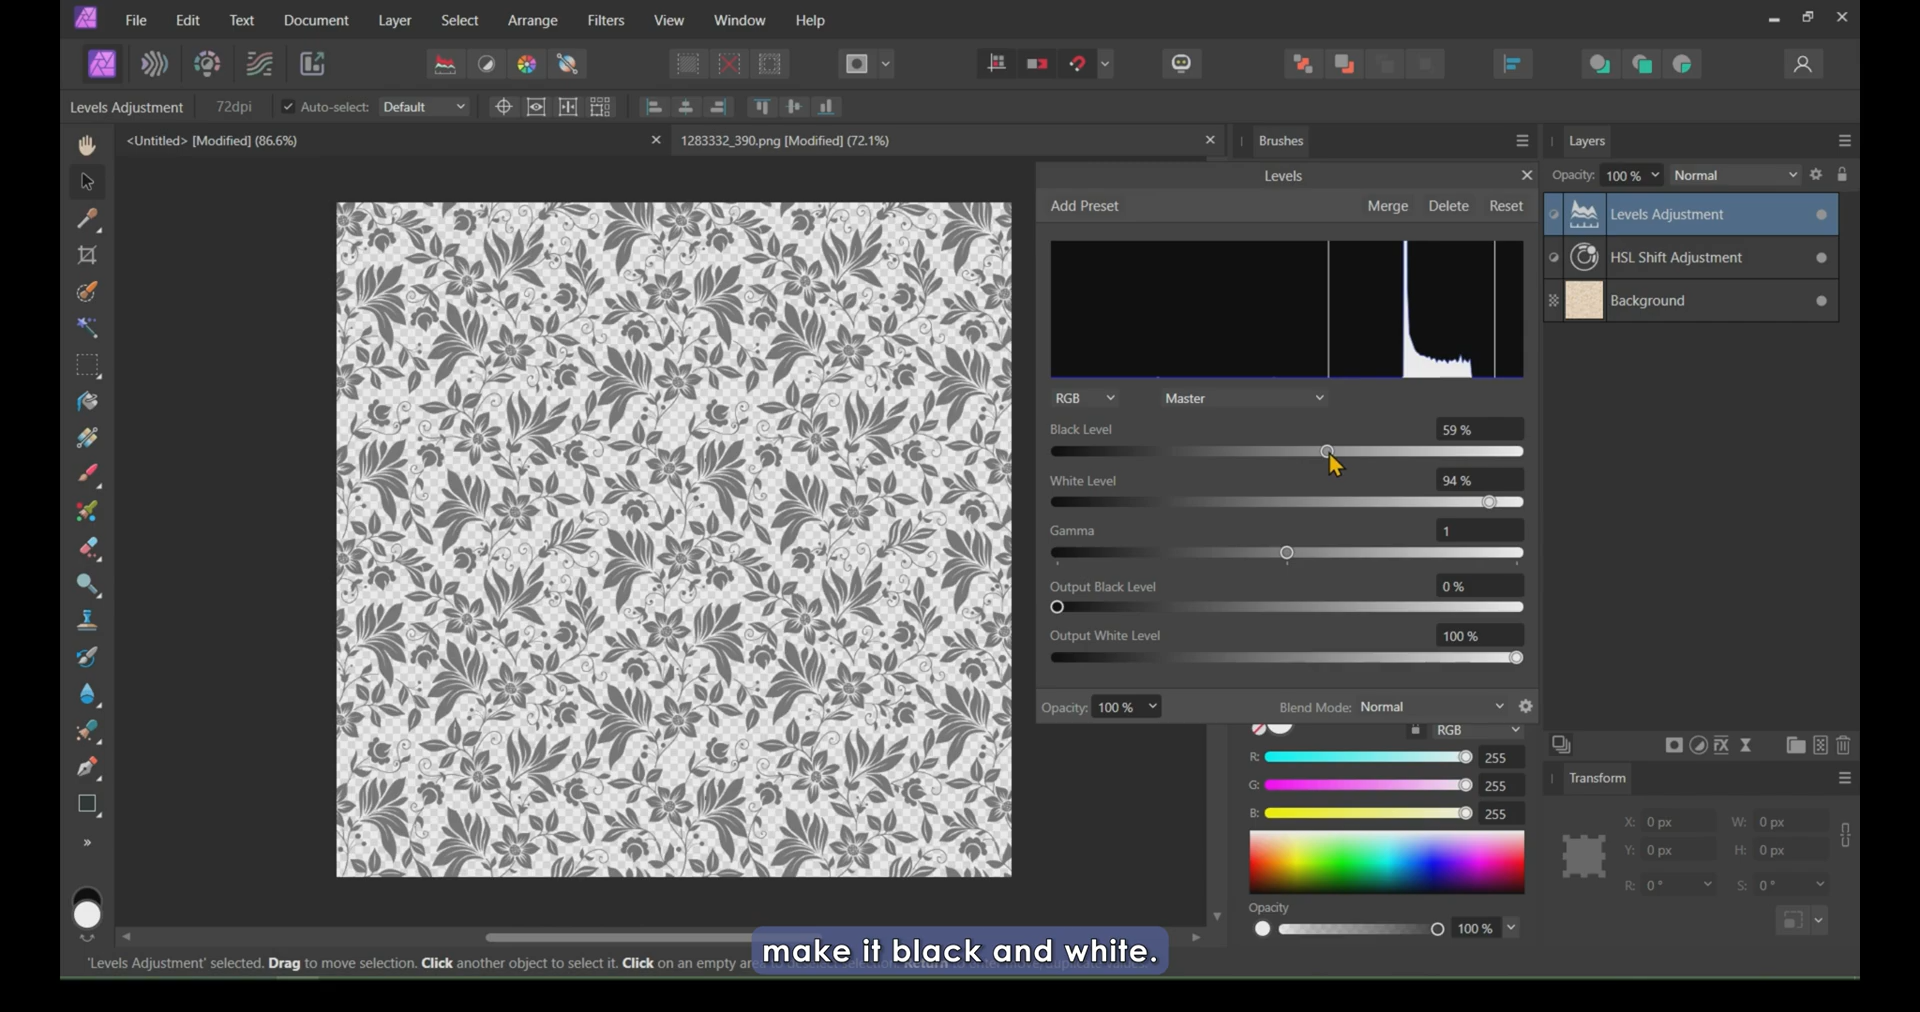 File Edit Text Document Layer Select Arrange Filters View Window Help
Levels Adjustment 72dpi Auto-select: Default
<Untitled> [Modified] (86.6%) 1283332_390.png [Modified] (72.1%) Brushes Layers
Levels
Opacity: 100 % Normal
Add Preset Merge Delete Reset
Levels Adjustment
HSL Shift Adjustment
Background
RGB Master
Black Level 59 %
White Level 94 %
Gamma 1
Output Black Level 0 %
Output White Level 100 %
Opacity: 100 % Blend Mode: Normal
RGB
R: 255
G: 255
B: 255
Opacity
100 %
Transform
X: 0 px W: 0 px
Y: 0 px H: 0 px
R: 0 ° S: 0 °
make it black and white.
'Levels Adjustment' selected. Drag to move selection. Click another object to select it. Click on an empty